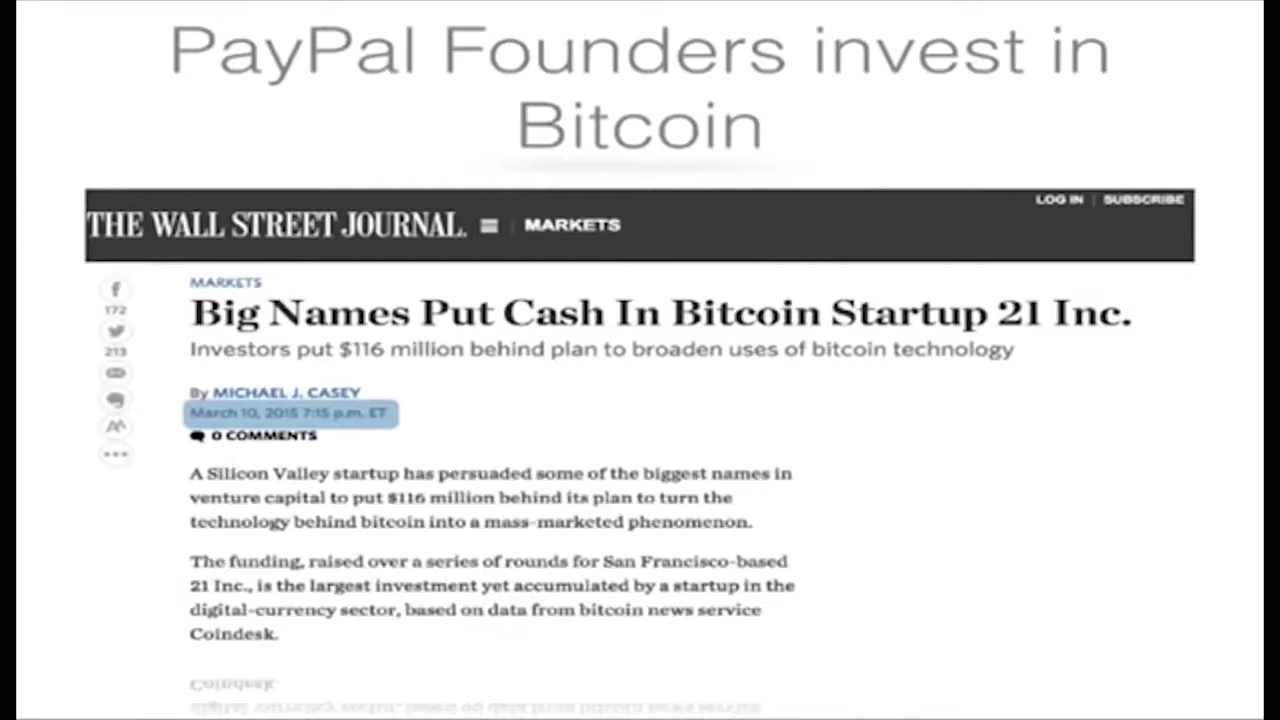 PayPal Founders invest in
Bitcoin
LOG IN | SUBSCRIBE
THE WALL STREET JOURNAL. MARKETS
MARKETS
Big Names Put Cash In Bitcoin Startup 21 Inc.
Investors put $116 million behind plan to broaden uses of bitcoin technology
172
213
By MICHAEL J. CASEY
March 10, 2015 7:15 p.m. ET
0 COMMENTS
A Silicon Valley startup has persuaded some of the biggest names in
venture capital to put $116 million behind its plan to turn the
technology behind bitcoin into a mass-marketed phenomenon.
The funding, raised over a series of rounds for San Francisco-based
21 Inc., is the largest investment yet accumulated by a startup in the
digital-currency sector, based on data from bitcoin news service
Coindesk.